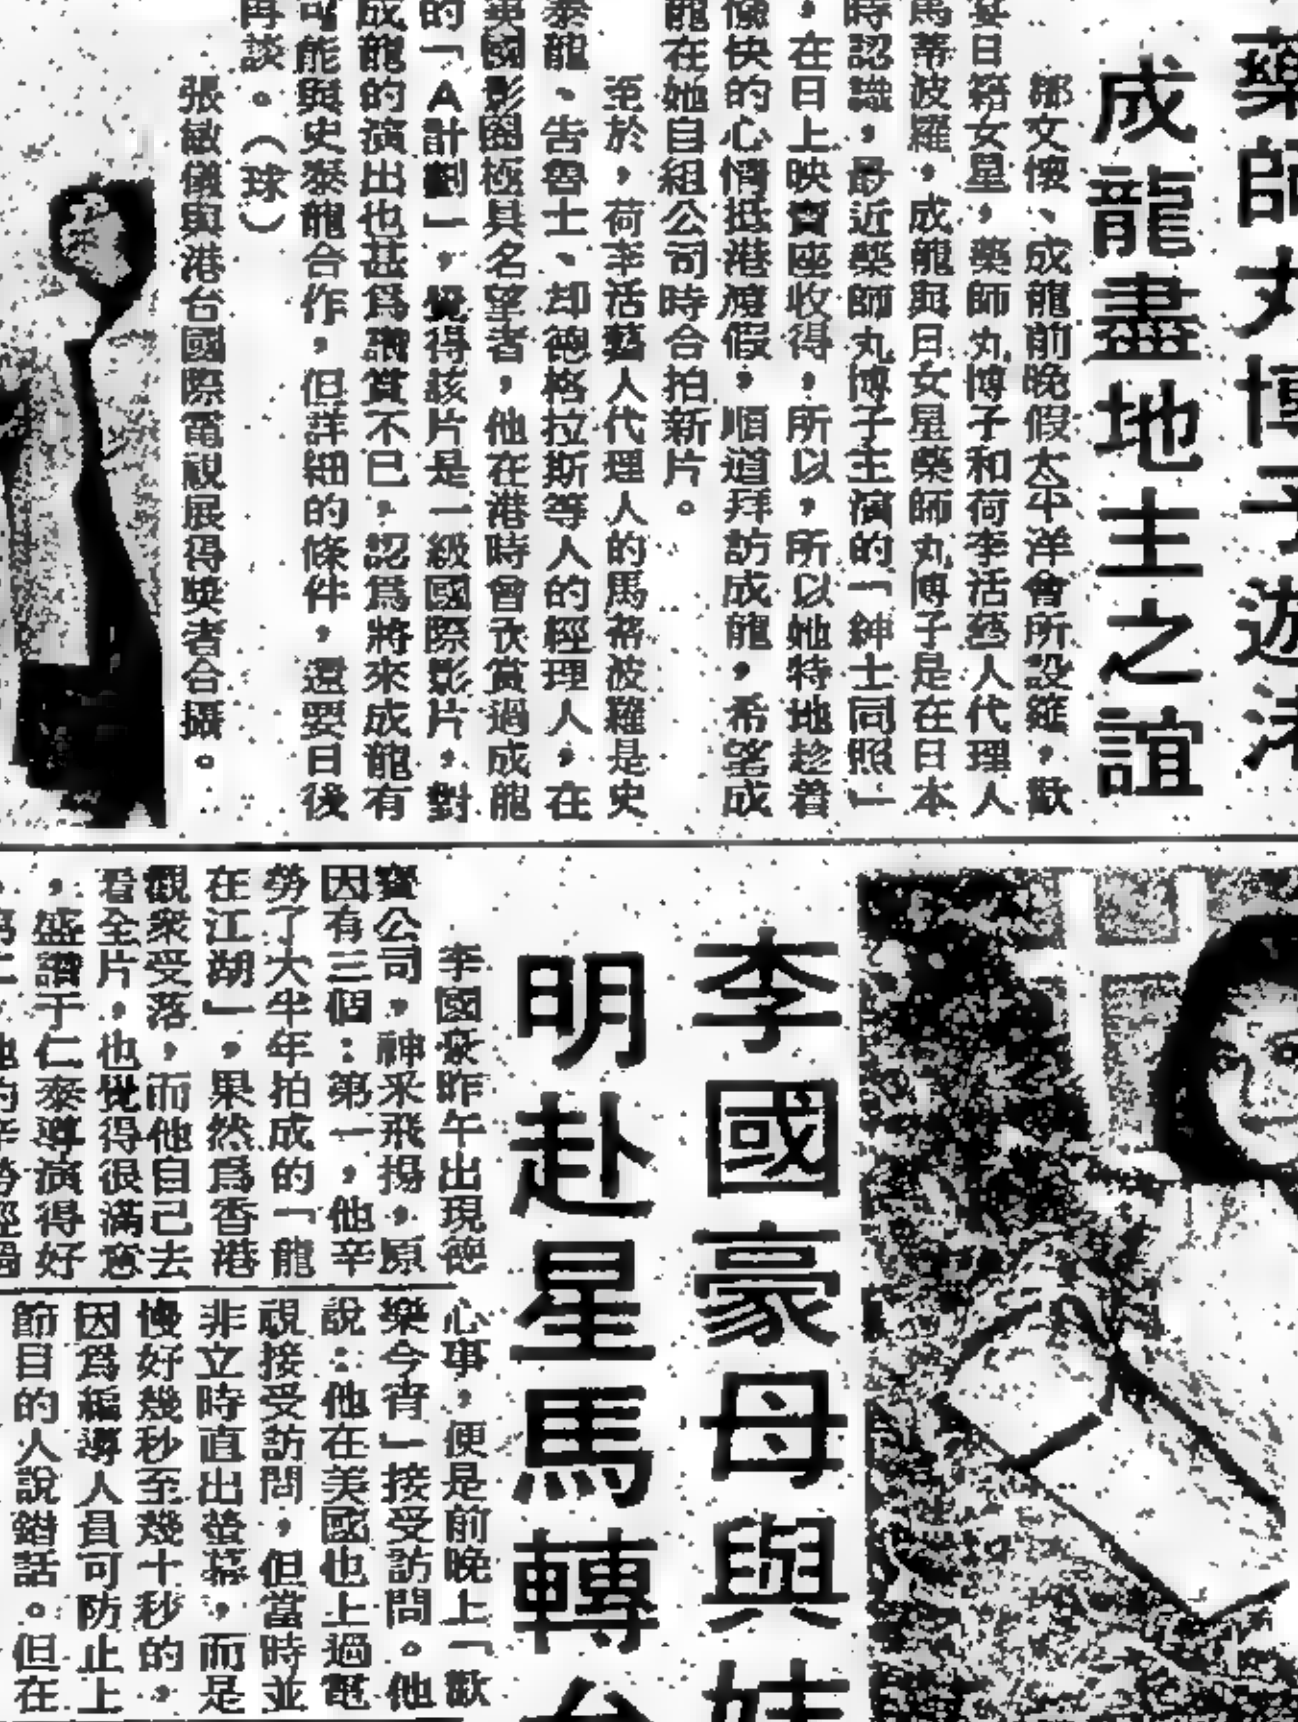 藥師丸博子遊
成龍盡地主之誼
鄒文懷、成龍前晚假太平洋會所設筵，歡
宴日籍女星，藥師丸博子和荷李活藝人代理人
馬蒂波羅，成龍與日女星藥師丸博子是在日本
時認識，最近藥師丸博子主演的「紳士同照」
，在日上映賣座收得，所以，所以她特地趁着
愉快的心情抵港渡假，順道拜訪成龍，希望成
龍在她自組公司時合拍新片。
至於，荷李活藝人代理人的馬蒂波羅是史
泰龍、告魯士、却德格拉斯等人的經理人，在
美國影圈極具名望者，他在港時會欣賞過成龍
的「A計劃」，覺得該片是一級國際影片，對
成龍的演出也甚爲讚賞不已，認爲將來成龍有
可能與史泰龍合作，但詳細的條件，還要日後
再談。（球）
張敏儀與港台國際電視展得獎者合攝。
李國豪母與
明赴星馬轉
李國豪昨午出現德
寶公司，神采飛揚，原
因有三個：第一，他辛
勞了大半年拍成的「龍
在江湖」，果然爲香港
觀衆受落，而他自己去
看全片，也覺得很滿意
，盛讚于仁泰導演得好
心事，便是前晚上「歡
樂今宵」接受訪問。他
說：他在美國也上過電
視接受訪問，但當時並
非立時直出螢幕，而是
慢好幾秒至幾十秒的，
因爲編導人員可防止上
節目的人說錯話。但在